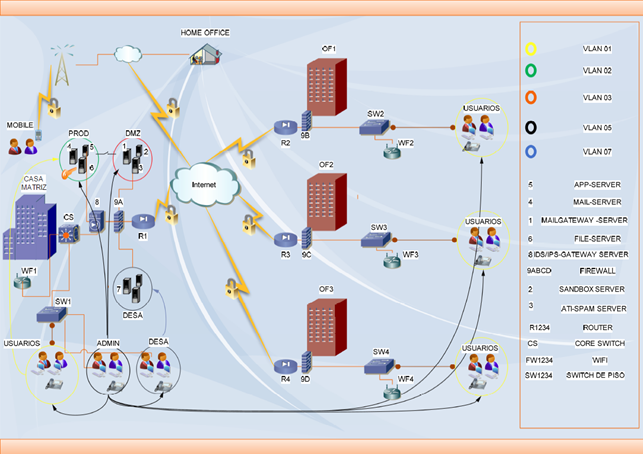 HOME OFFICE
MOBILE
PROD
4
5
6
DMZ
1
2
3
CASA
MATRIZ
CS
8
9A
R1
WF1
SW1
7
DESA
USUARIOS
ADMIN
DESA
Internet
OF1
R2
9B
SW2
WF2
USUARIOS
OF2
R3
9C
SW3
WF3
USUARIOS
OF3
R4
9D
SW4
WF4
USUARIOS
VLAN 01
VLAN 02
VLAN 03
VLAN 05
VLAN 07
5 APP-SERVER
4 MAIL-SERVER
1 MAILGATEWAY -SERVER
6 FILE-SERVER
8 IDS/IPS-GATEWAY SERVER
9ABCD FIREWALL
2 SANDBOX SERVER
3 ATI-SPAM SERVER
R1234 ROUTER
CS CORE SWITCH
FW1234 WIFI
SW1234 SWITCH DE PISO